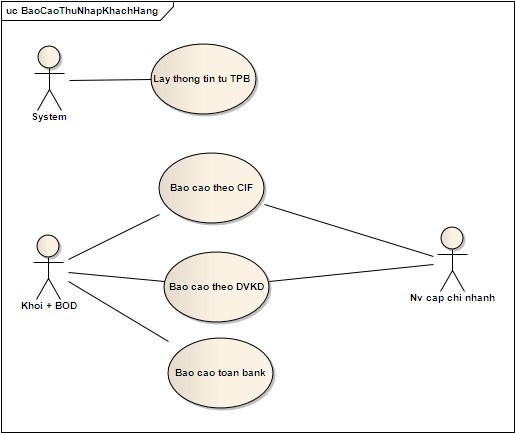 uc BaoCaoThuNhapKhachHang
Lay thong tin tu TPB
System
Bao cao theo CIF
Bao cao theo DVKD
Khoi + BOD
Nv cap chi nhanh
Bao cao toan bank